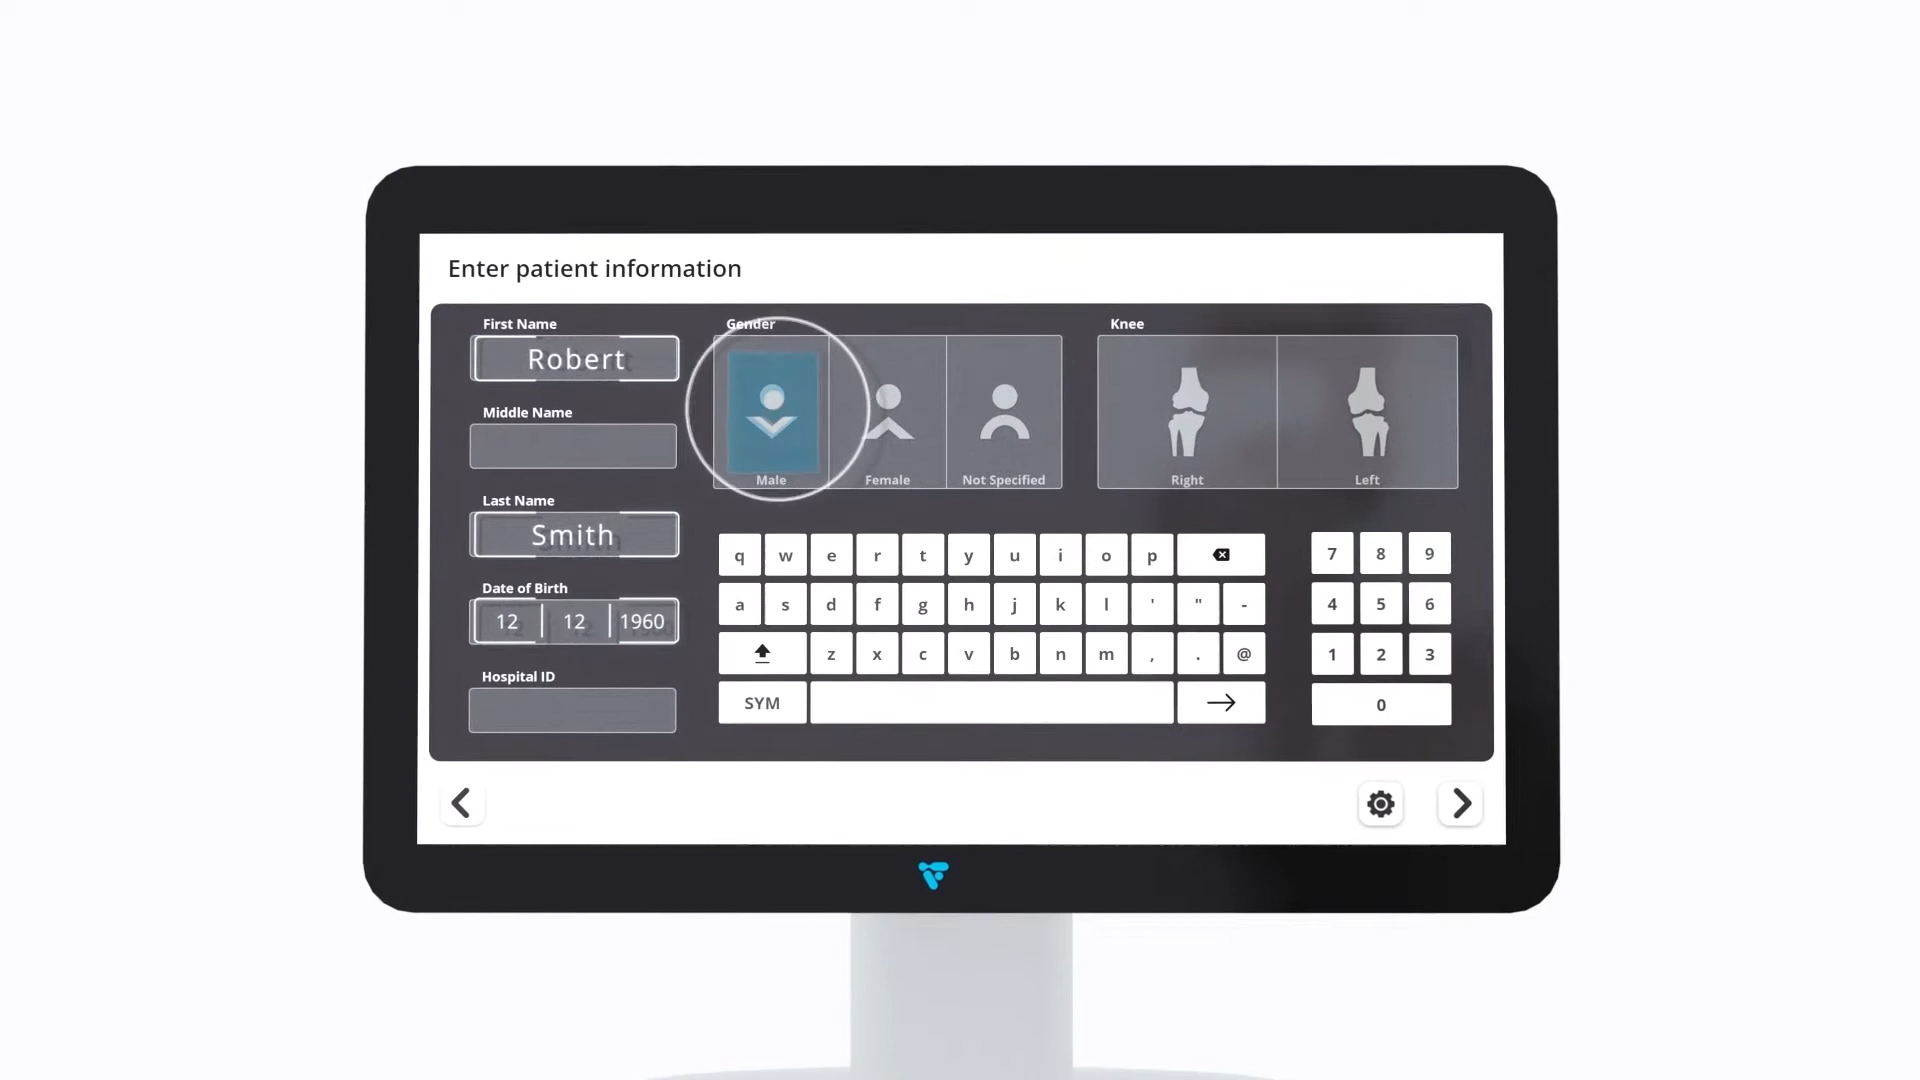 Enter patient information
First Name
Robert
Middle Name
Last Name
Smith
Date of Birth
12 12 1960
Hospital ID
Gender
Male Female Not Specified
Knee
Right Left
q w e r t y u i o p
a s d f g h j k l ' " -
z x c v b n m , . @
SYM
7 8 9
4 5 6
1 2 3
0